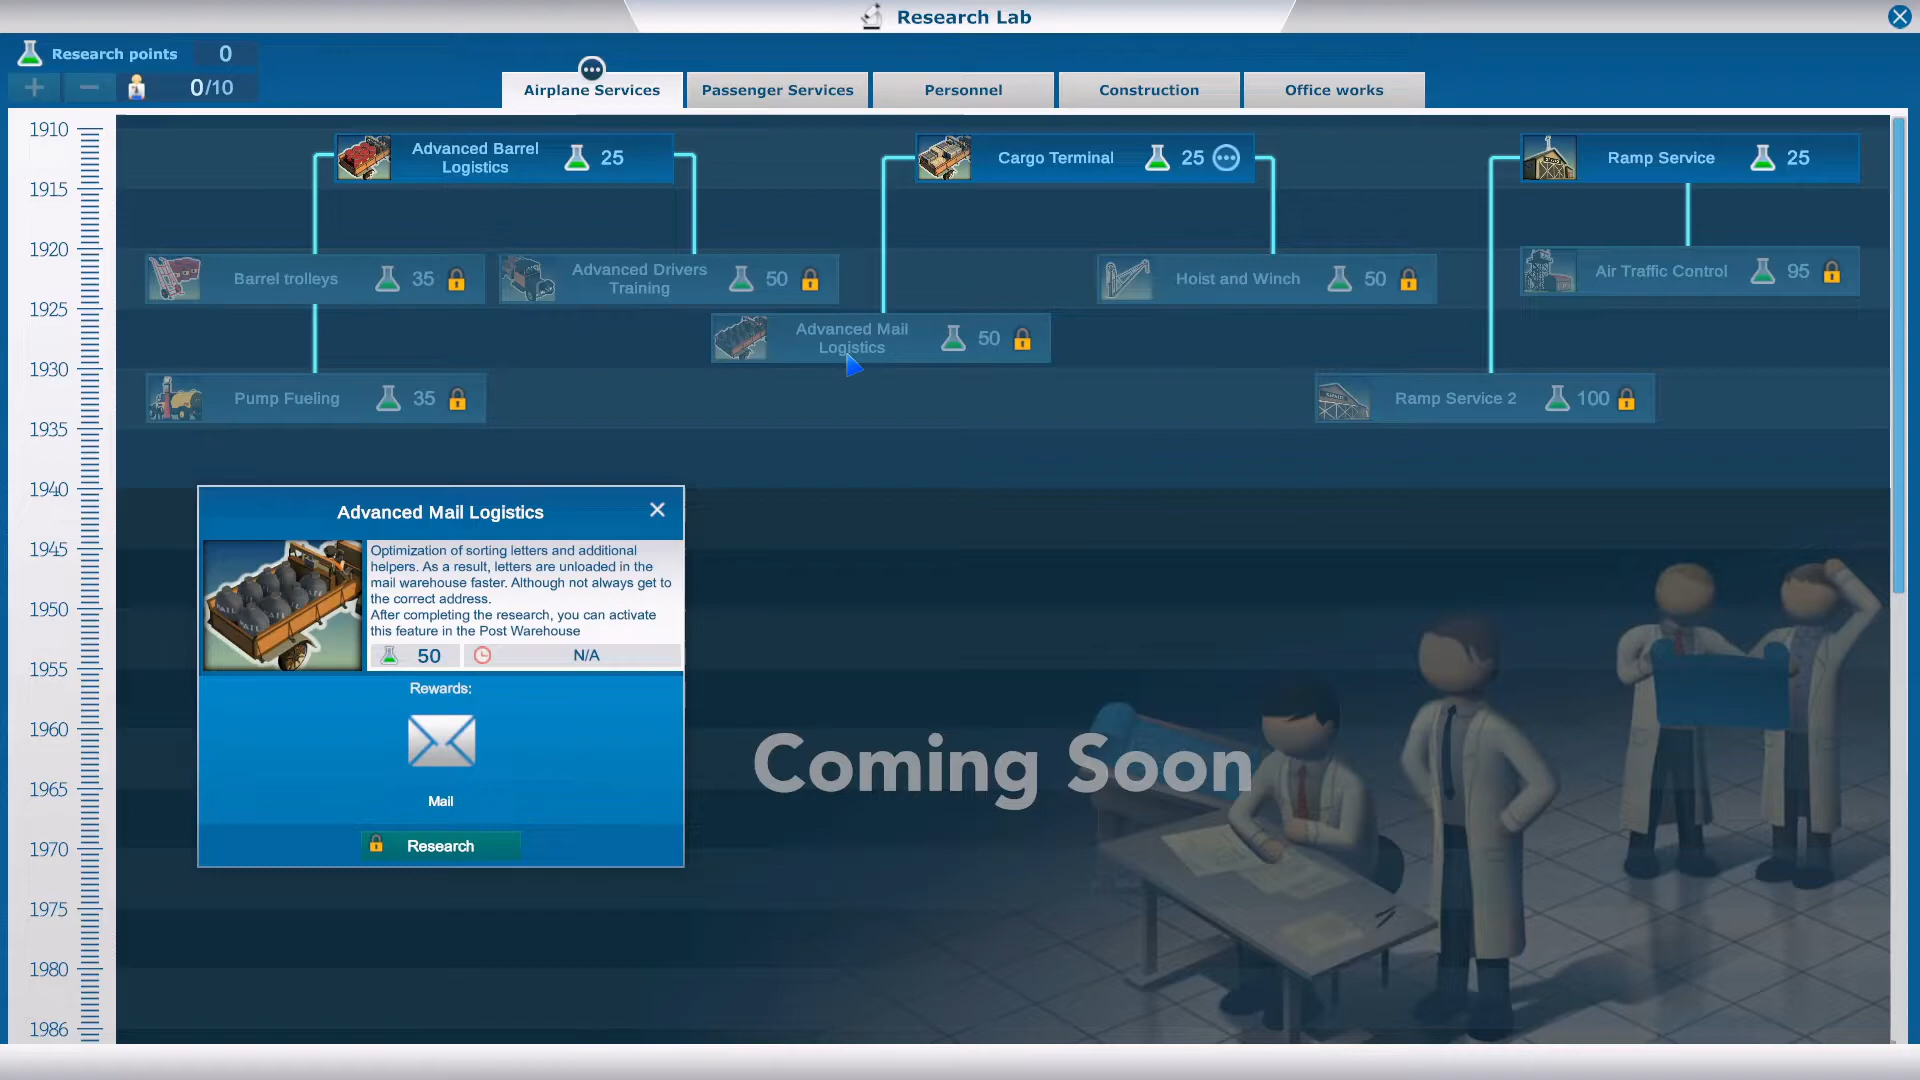 Research Lab
Research points 0
0/10
Airplane Services
Passenger Services
Personnel
Construction
Office works
1910
1915
1920
1925
1930
1935
1940
1945
1950
1955
1960
1965
1970
1975
1980
1986
Advanced Barrel
Logistics
25
Cargo Terminal 25
Ramp Service 25
Barrel trolleys 35
Advanced Drivers
Training
50
Hoist and Winch 50
Air Traffic Control 95
Advanced Mail
Logistics
50
Pump Fueling 35
Ramp Service 2 100
Advanced Mail Logistics
Optimization of sorting letters and additional
helpers. As a result, letters are unloaded in the
mail warehouse faster. Although not always get to
the correct address.
After completing the research, you can activate
this feature in the Post Warehouse
50 N/A
Rewards:
Mail
Research
Coming Soon